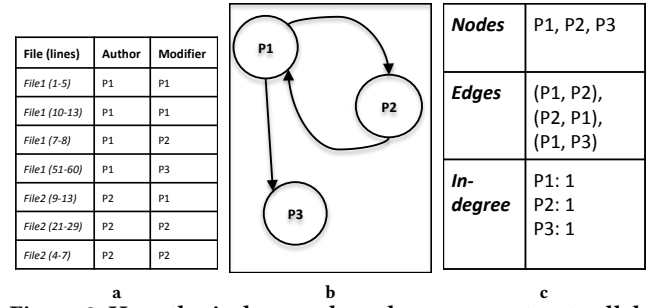 File (lines) Author Modifier
File1 (1-5) P1 P1
File1 (10-13) P1 P1
File1 (7-8) P1 P2
File1 (51-60) P1 P3
File2 (9-13) P2 P1
File2 (21-29) P2 P2
File2 (4-7) P2 P2
a
P1
P2
P3
b
Nodes P1, P2, P3
Edges (P1, P2),
(P2, P1),
(P1, P3)
In- P1: 1
degree P2: 1
P3: 1
c